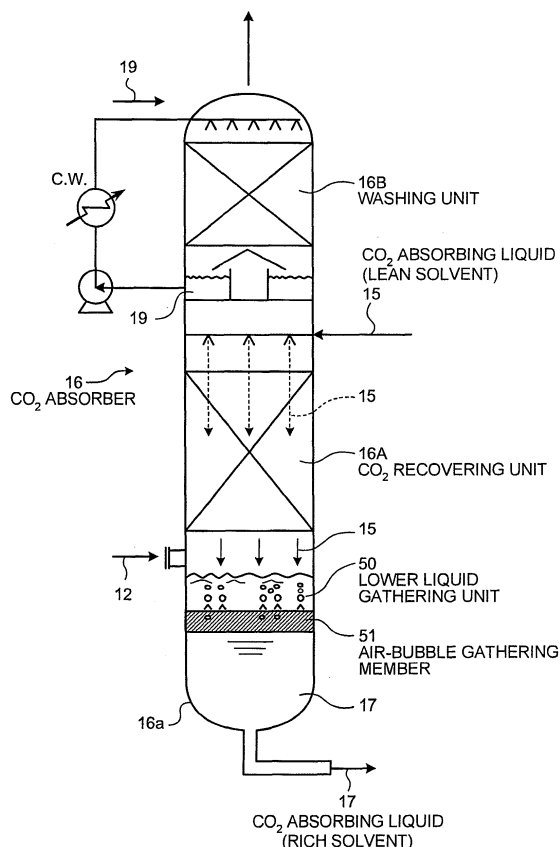 19
C.W.
16B
WASHING UNIT
CO₂ ABSORBING LIQUID
(LEAN SOLVENT)
15
19
16
CO₂ ABSORBER
15
16A
CO₂ RECOVERING UNIT
15
12
50
LOWER LIQUID
GATHERING UNIT
51
AIR-BUBBLE GATHERING
MEMBER
17
16a
17
CO₂ ABSORBING LIQUID
(RICH SOLVENT)